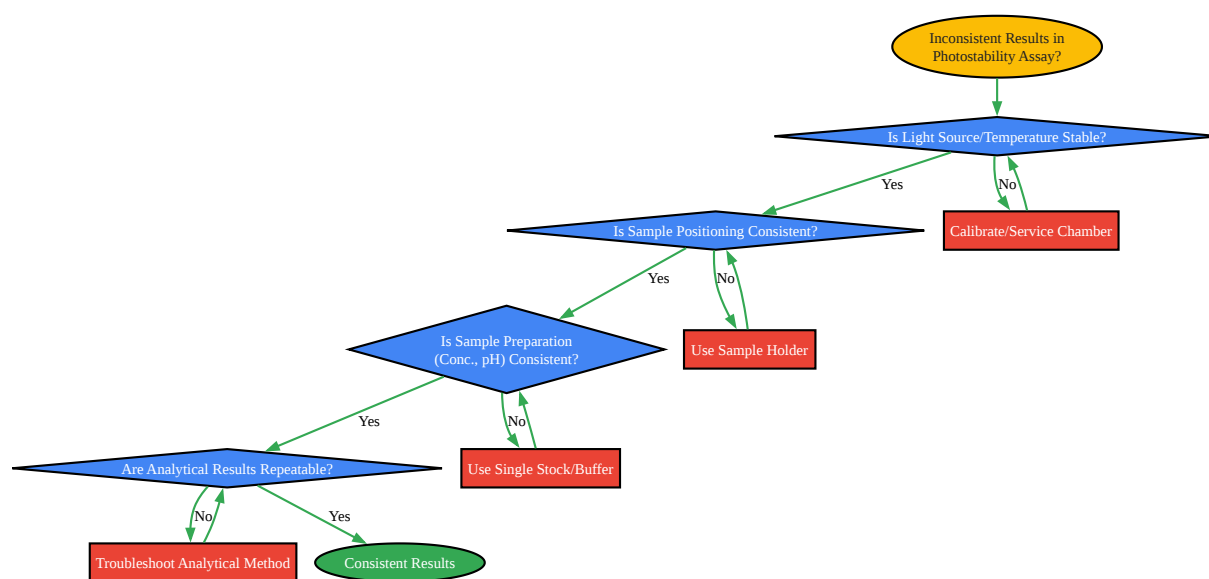 Inconsistent Results in
Photostability Assay?
Is Light Source/Temperature Stable?
Yes
No
Calibrate/Service Chamber
Is Sample Positioning Consistent?
Yes
No
Use Sample Holder
Is Sample Preparation
(Conc., pH) Consistent?
Yes
No
Use Single Stock/Buffer
Are Analytical Results Repeatable?
No
Yes
Troubleshoot Analytical Method
Consistent Results